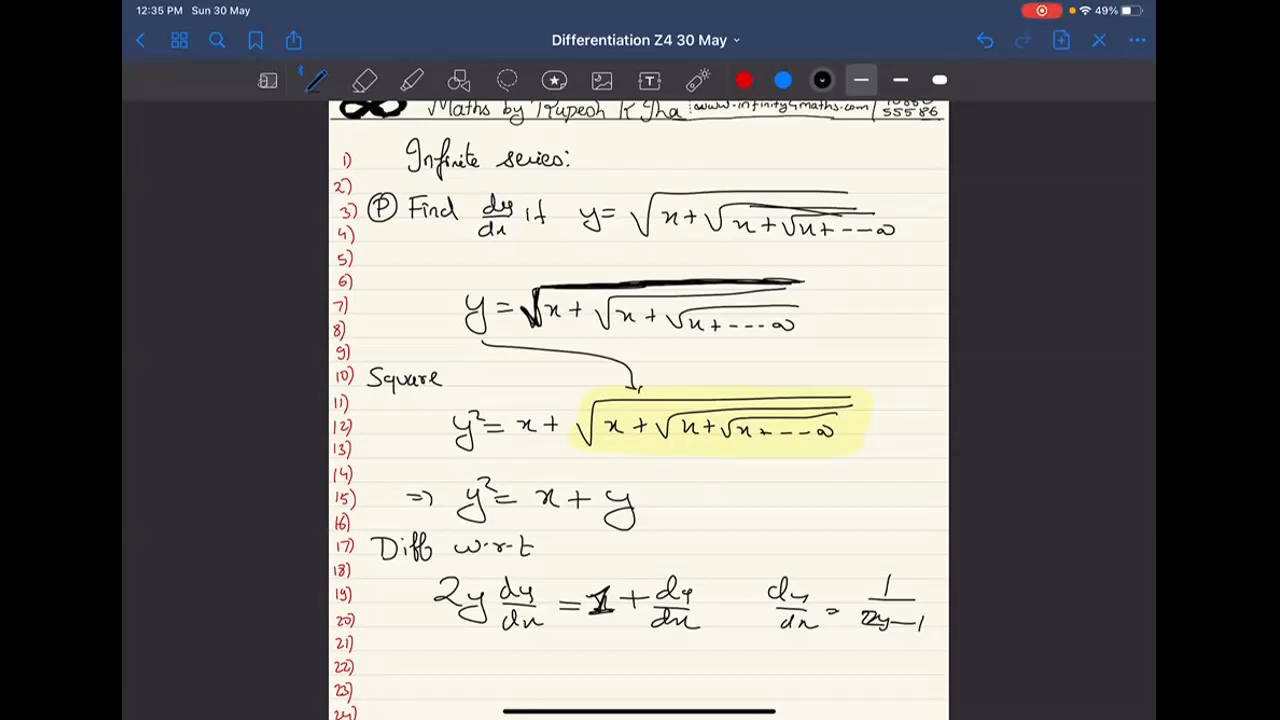 12:35 PM Sun 30 May 49%
Differentiation Z4 30 May
Maths by Rupesh K Jha www.infinity4maths.com 55586
1) Infinite series:
2)
3) (P) Find dy/dx if y = √(x + √(x + √(x + --- ∞
4)
5)
6)
7) y = √(x + √(x + √(x + ---- ∞
8)
9)
10) Square
11)
12) y² = x + √(x + √(x + √(x + --- ∞
13)
14)
15) ⇒ y² = x + y
16)
17) Diff w.r.t
18)
19) 2y dy/dx = 1 + dy/dx dy/dx = 1/(2y-1)
20)
21)
22)
23)
24)